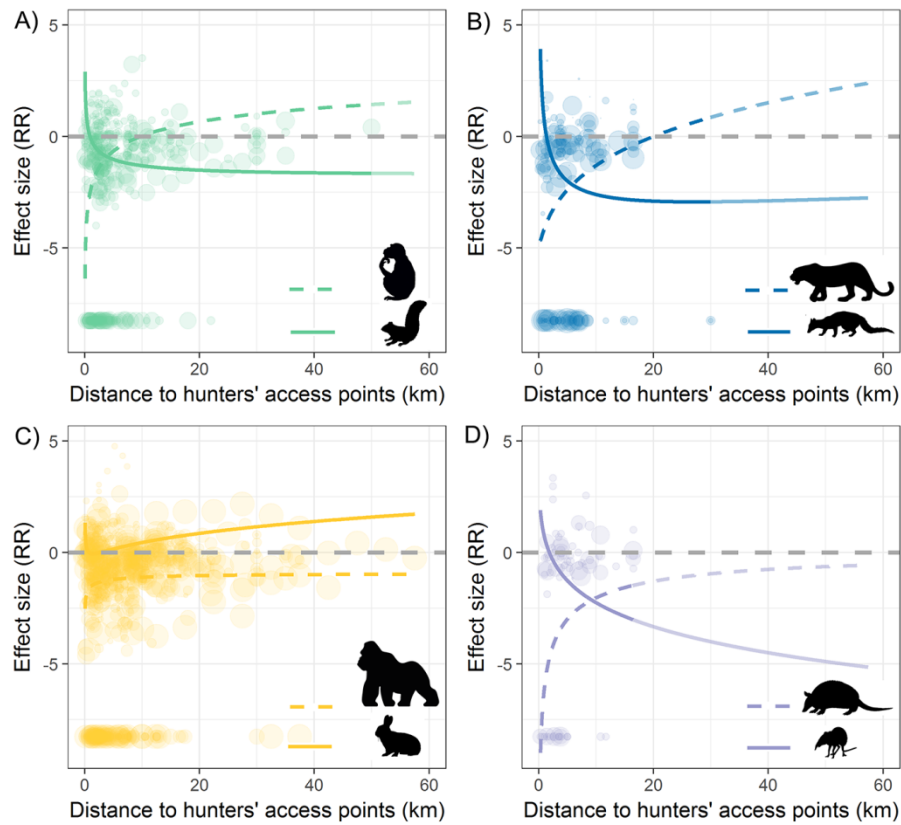 A)
5
0
-5
Effect size (RR)
0 20 40 60
Distance to hunters' access points (km)
B)
5
0
-5
Effect size (RR)
0 20 40 60
Distance to hunters' access points (km)
C)
5
0
-5
Effect size (RR)
0 20 40 60
Distance to hunters' access points (km)
D)
5
0
-5
Effect size (RR)
0 20 40 60
Distance to hunters' access points (km)